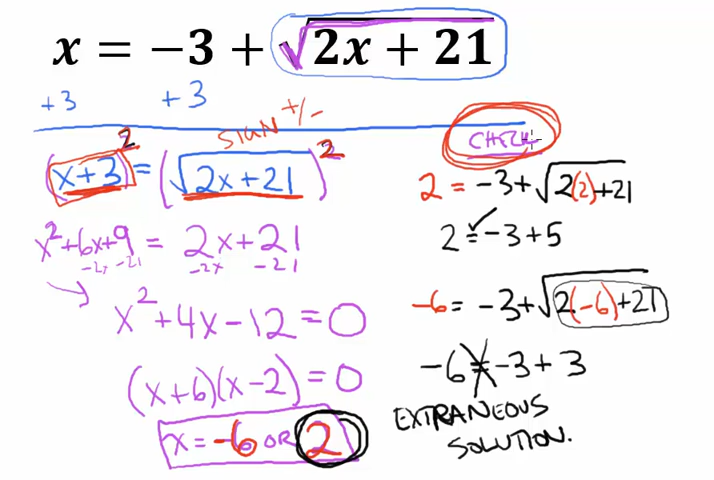 x = −3 + √2x + 21
+3 +3
SIGN +/-
(x+3)² = (√2x+21)²
x²+6x+9 = 2x+21
-2x -21 -2x -21
x²+4x-12=0
(x+6)(x-2)=0
x=-6 OR 2
CHECK
2 = -3+√2(2)+21
2=-3+5
-6= -3+√2(-6)+21
-6=-3+3
EXTRANEOUS
SOLUTION.